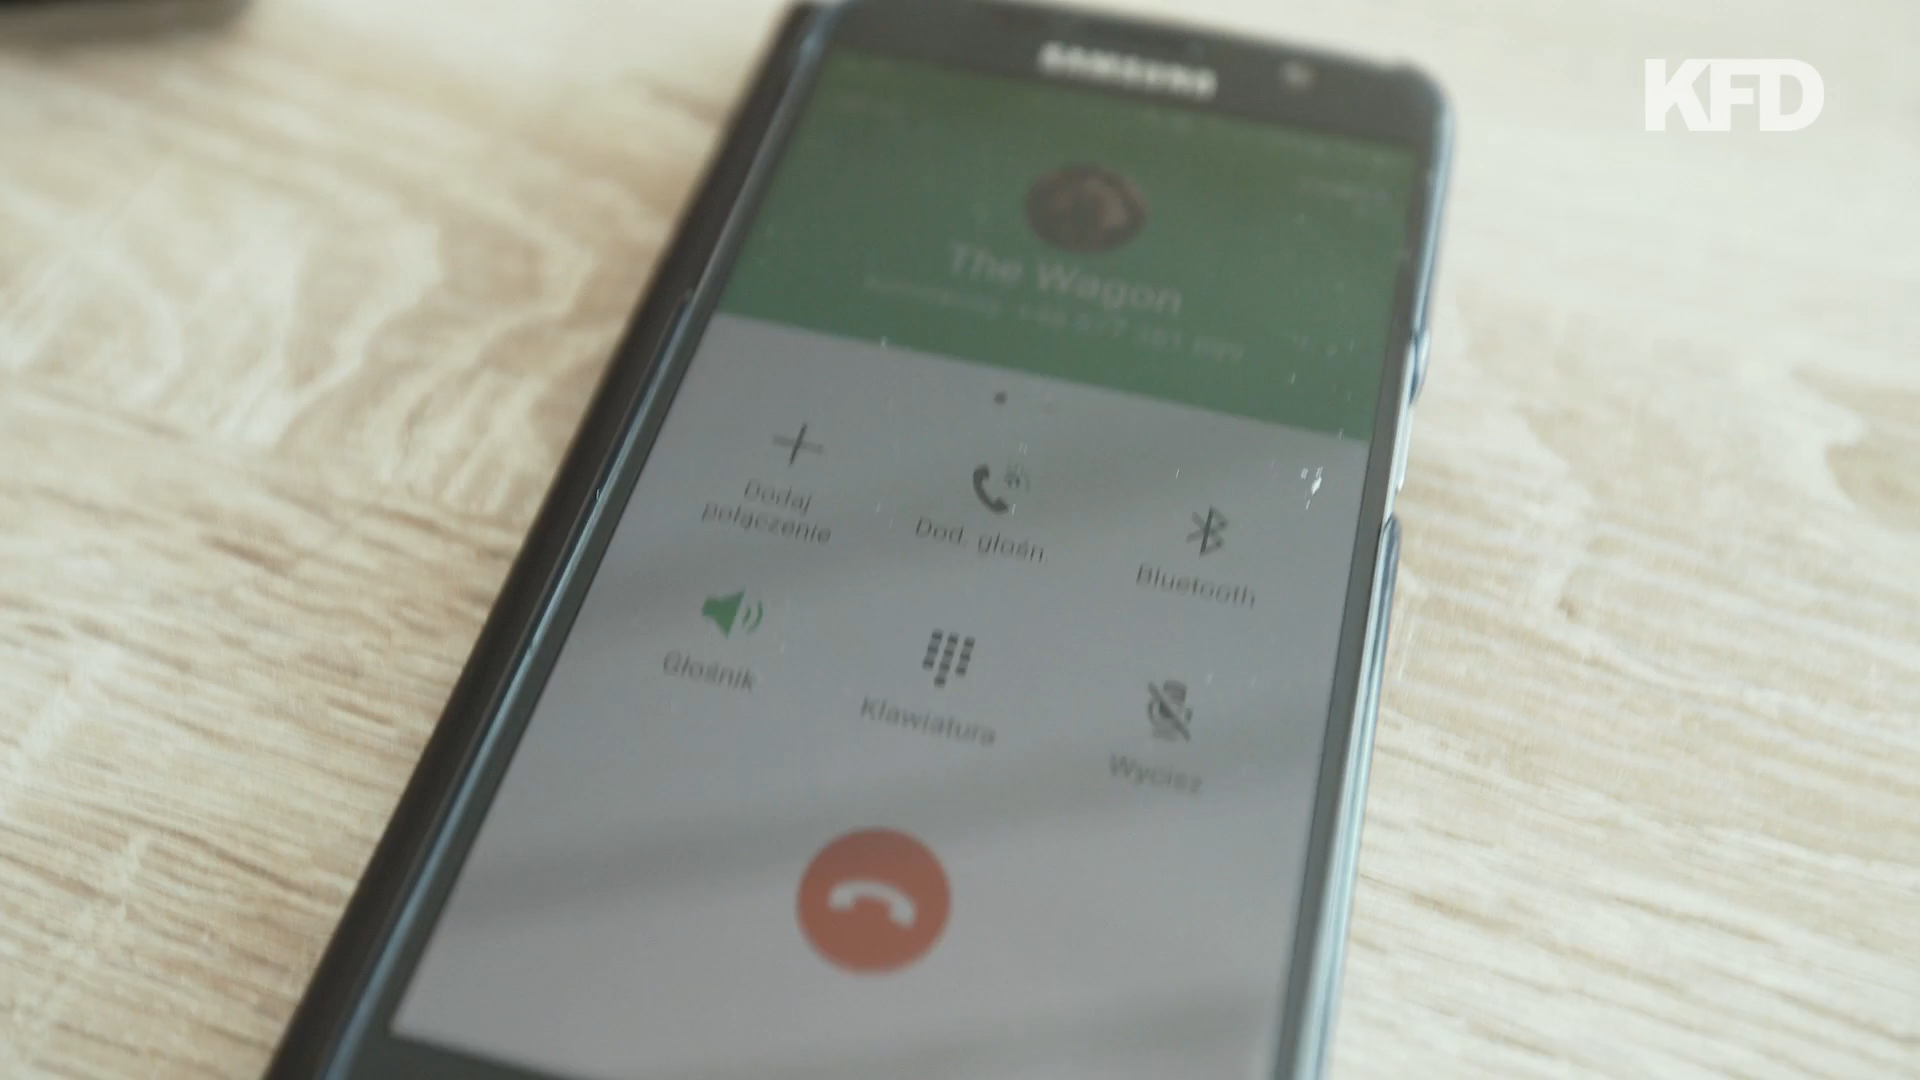 KFD
SAMSUNG
The Wagon
Dodaj
połączenie
Dod. głośn.
Bluetooth
Głośnik
Klawiatura
Wycisz